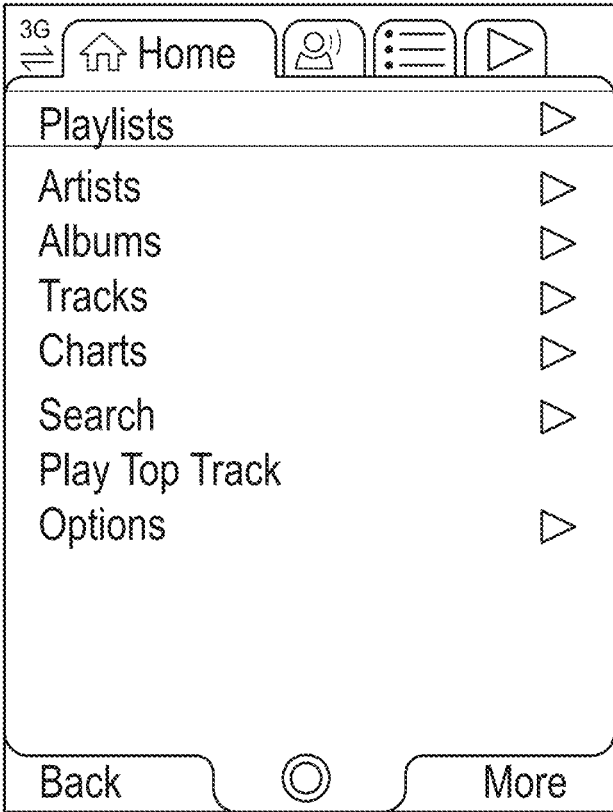 3G
Home
Playlists
Artists
Albums
Tracks
Charts
Search
Play Top Track
Options
Back More